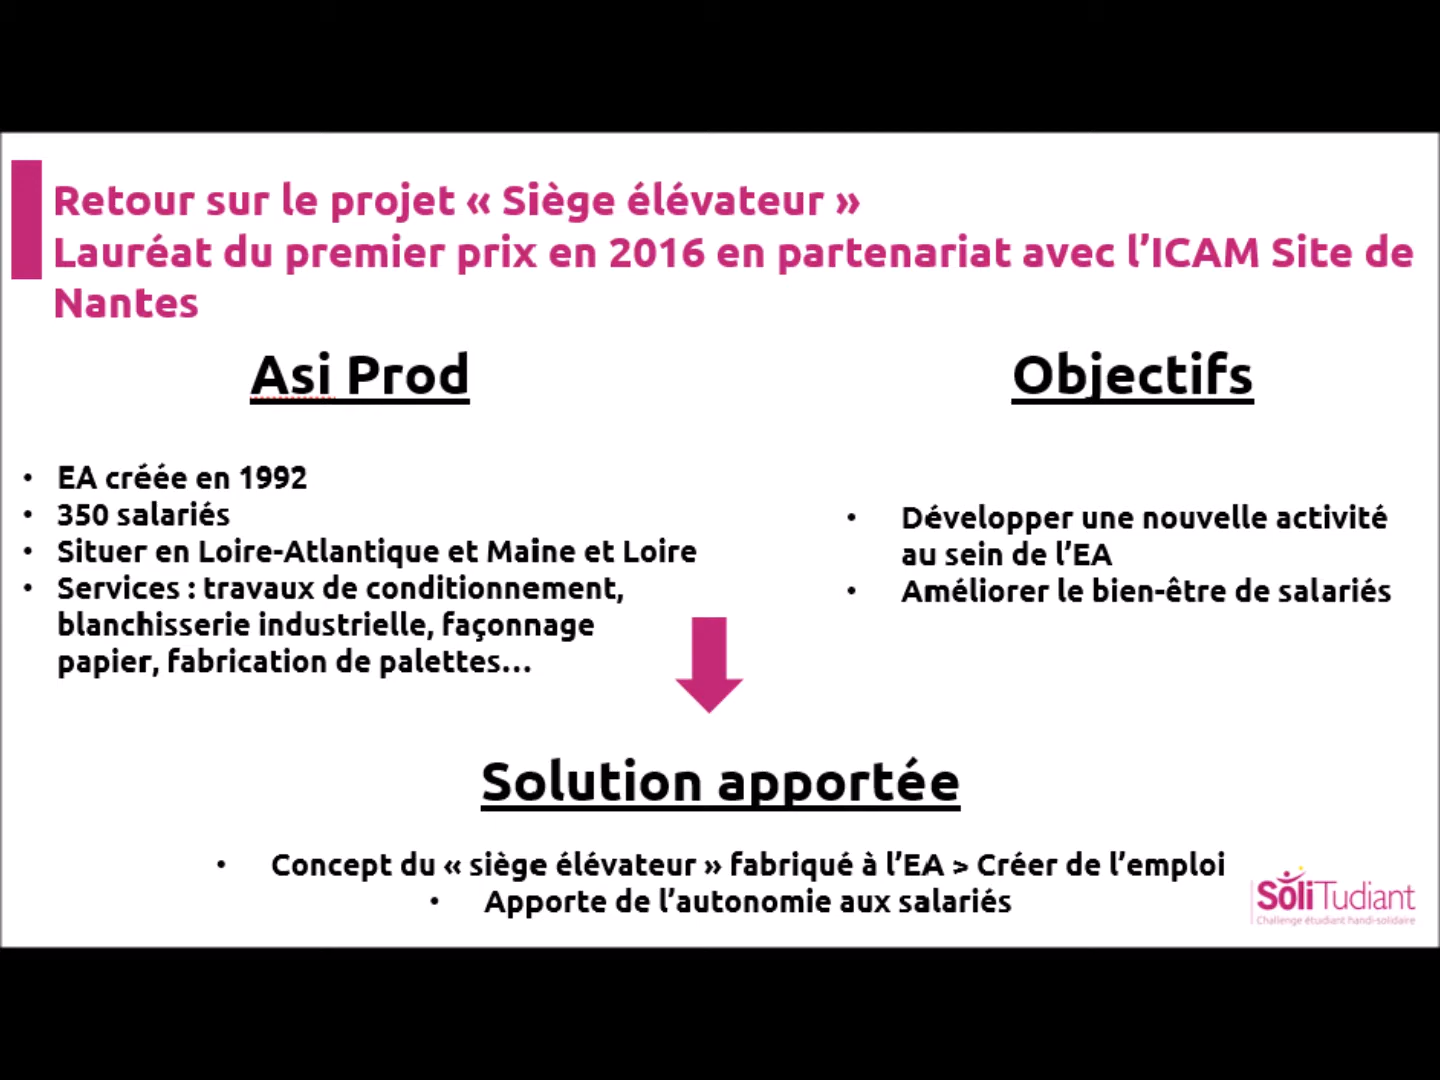 Retour sur le projet « Siège élévateur »
Lauréat du premier prix en 2016 en partenariat avec l’ICAM Site de
Nantes
Asi Prod
• EA créée en 1992
• 350 salariés
• Situer en Loire-Atlantique et Maine et Loire
• Services : travaux de conditionnement,
blanchisserie industrielle, façonnage
papier, fabrication de palettes…
Objectifs
• Développer une nouvelle activité
au sein de l’EA
• Améliorer le bien-être de salariés
Solution apportée
• Concept du « siège élévateur » fabriqué à l’EA > Créer de l’emploi
• Apporte de l’autonomie aux salariés
SoliTudiant
Challenge étudiant handi-solidaire